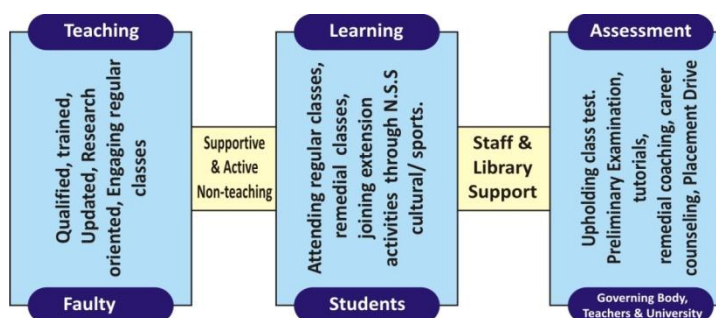 Teaching
Qualified, trained,
Updated, Research
oriented, Engaging regular
classes
Faulty
Supportive
& Active
Non-teaching
Learning
Attending regular classes,
remedial classes,
joining extension
activities through N.S.S
cultural/ sports.
Students
Staff &
Library
Support
Assessment
Upholding class test.
Preliminary Examination,
tutorials,
remedial coaching, career
counseling, Placement Drive
Governing Body,
Teachers & University